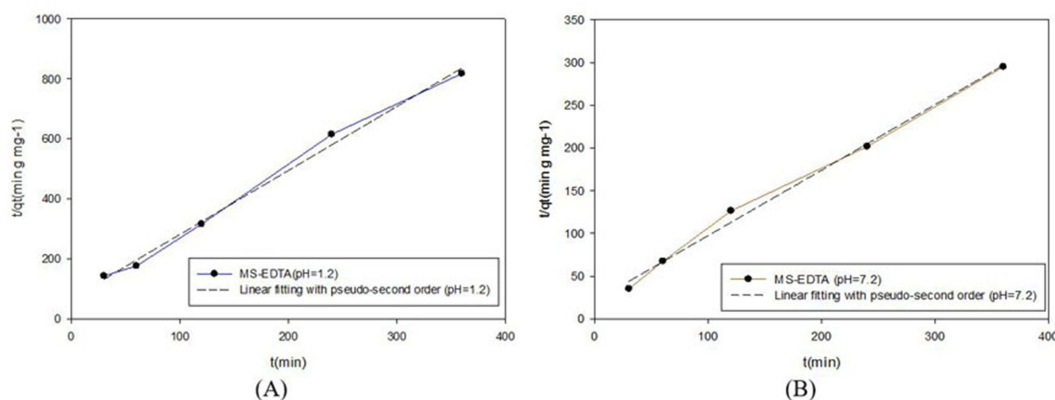 1000
800
600
400
200
0
t/qt(min g mg-1)
0 100 200 300 400
t(min)
MS-EDTA(pH=1.2)
Linear fitting with pseudo-second order (pH=1.2)
(A)
350
300
250
200
150
100
50
0
t/qt(min g mg-1)
0 100 200 300 400
t(min)
MS-EDTA (pH=7.2)
Linear fitting with pseudo-second order (pH=7.2)
(B)